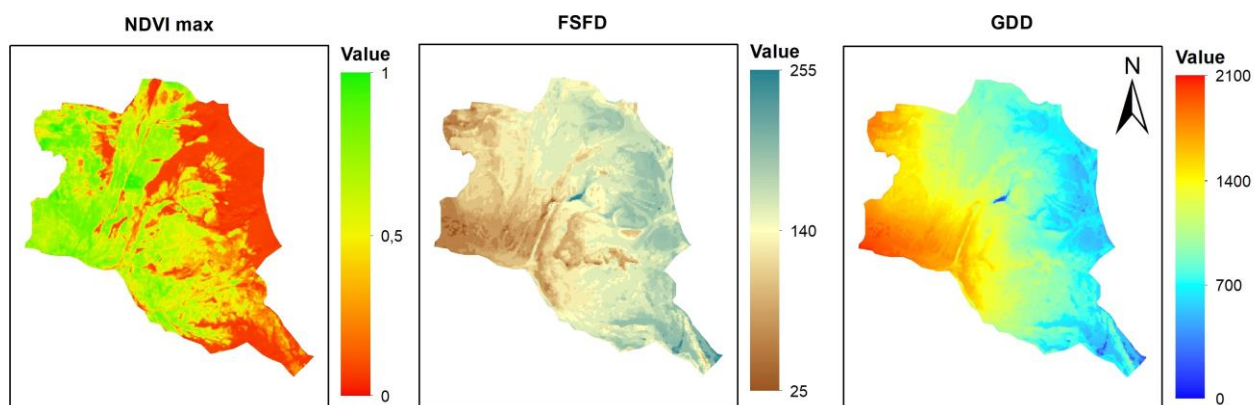 NDVI max
Value
1
0,5
0
FSFD
Value
255
140
25
GDD
N
Value
2100
1400
700
0